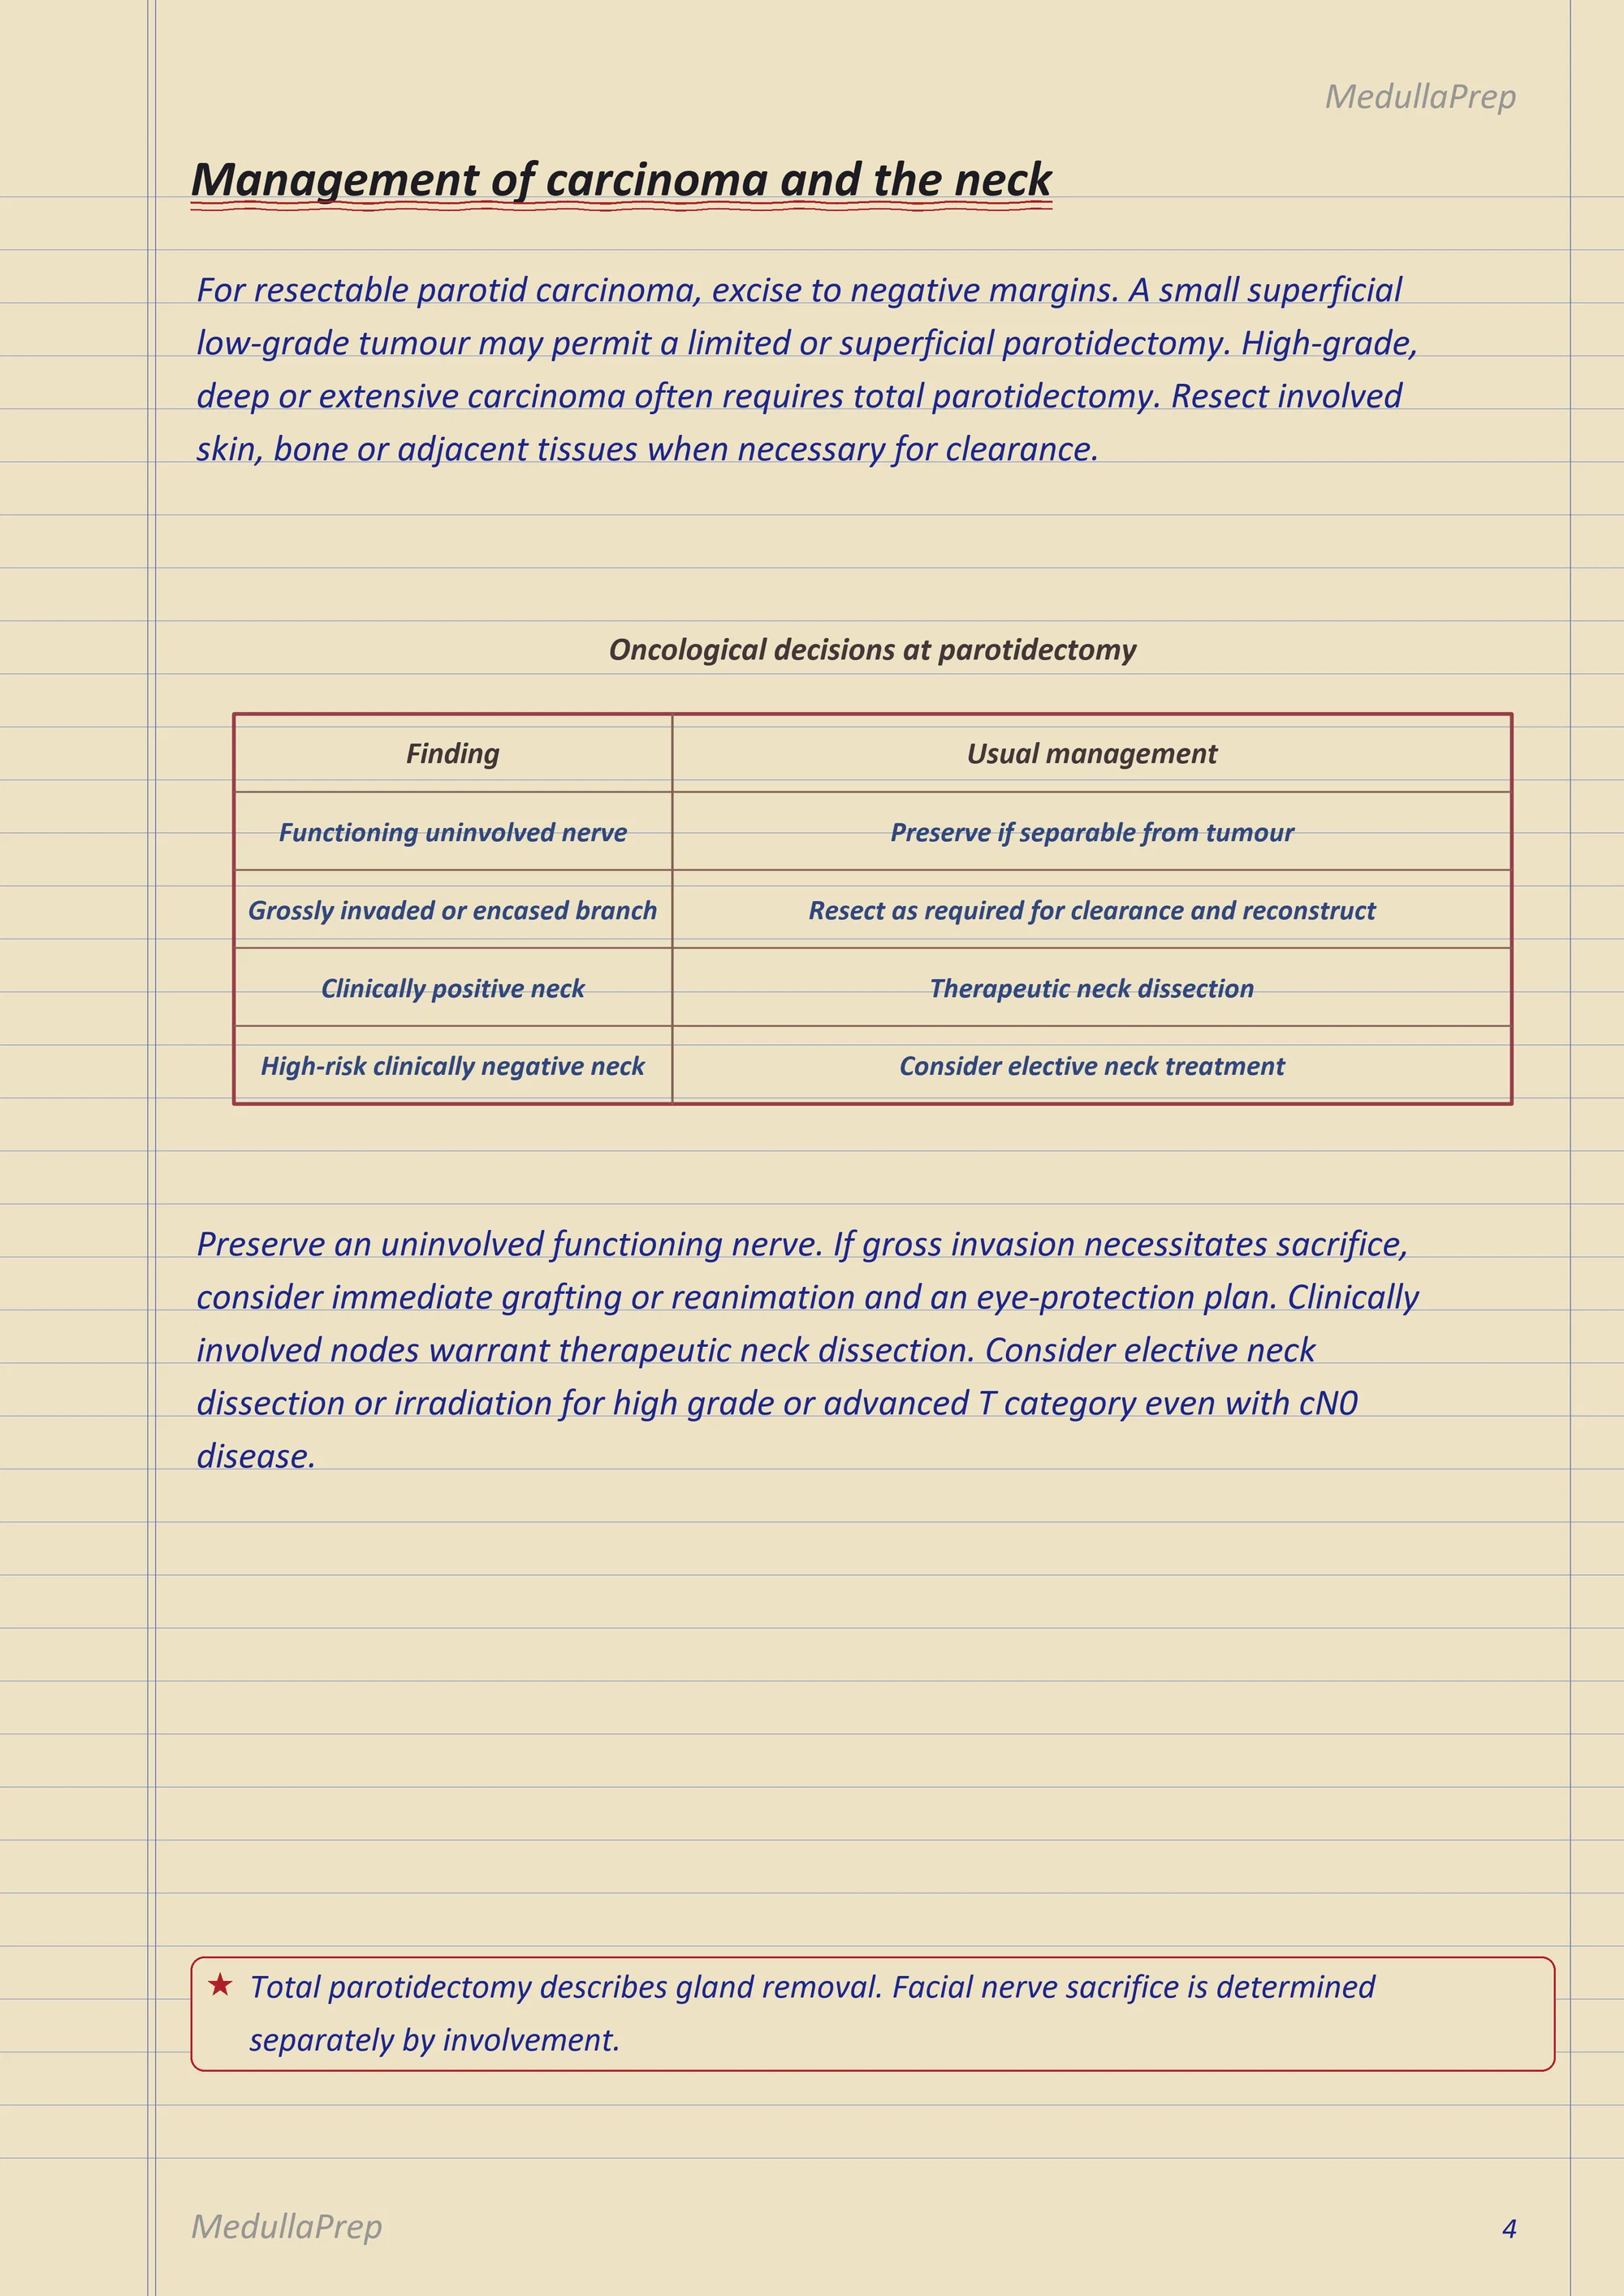 MedullaPrep
Management of carcinoma and the neck
For resectable parotid carcinoma, excise to negative margins. A small superficial
low-grade tumour may permit a limited or superficial parotidectomy. High-grade,
deep or extensive carcinoma often requires total parotidectomy. Resect involved
skin, bone or adjacent tissues when necessary for clearance.
Oncological decisions at parotidectomy
Finding Usual management
Functioning uninvolved nerve Preserve if separable from tumour
Grossly invaded or encased branch Resect as required for clearance and reconstruct
Clinically positive neck Therapeutic neck dissection
High-risk clinically negative neck Consider elective neck treatment
Preserve an uninvolved functioning nerve. If gross invasion necessitates sacrifice,
consider immediate grafting or reanimation and an eye-protection plan. Clinically
involved nodes warrant therapeutic neck dissection. Consider elective neck
dissection or irradiation for high grade or advanced T category even with cN0
disease.
★ Total parotidectomy describes gland removal. Facial nerve sacrifice is determined
separately by involvement.
MedullaPrep 4